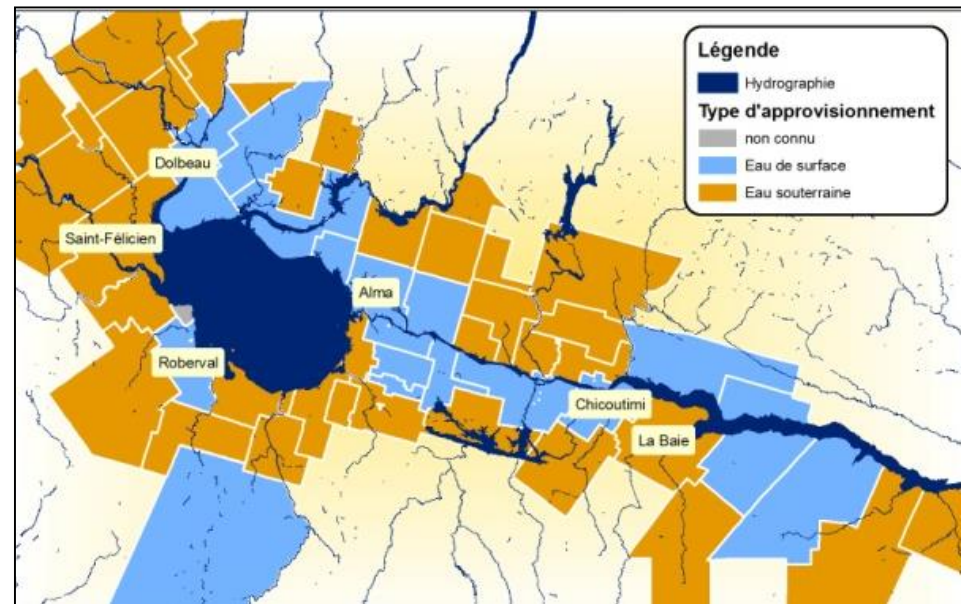 Légende
Hydrographie
Type d'approvisionnement
non connu
Eau de surface
Eau souterraine
Dolbeau
Saint-Félicien
Alma
Roberval
Chicoutimi
La Baie